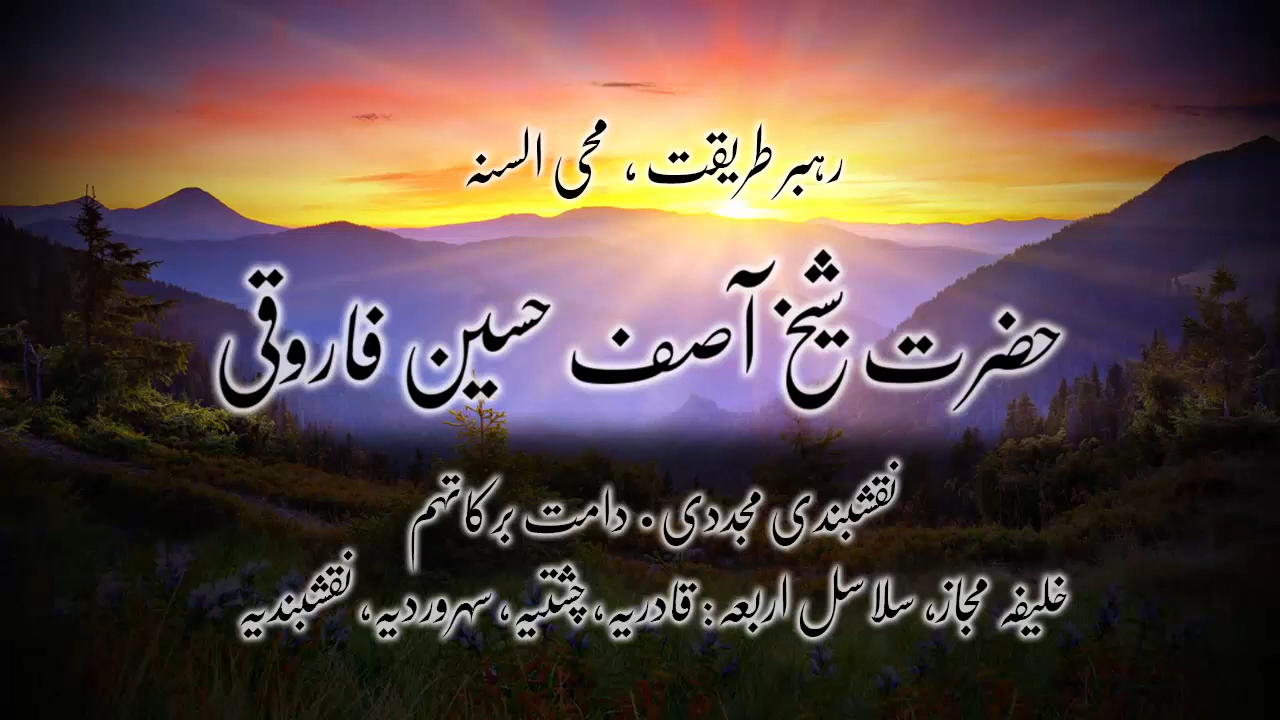 رہبر طریقت ، محی السنہ
حضرت شیخ آصف حسین فاروقی
نقشبندی مجددی ۔ دامت برکاتہم
خلیفہ مجاز، سلاسل اربعہ : قادریہ، چشتیہ، سہروردیہ، نقشبندیہ